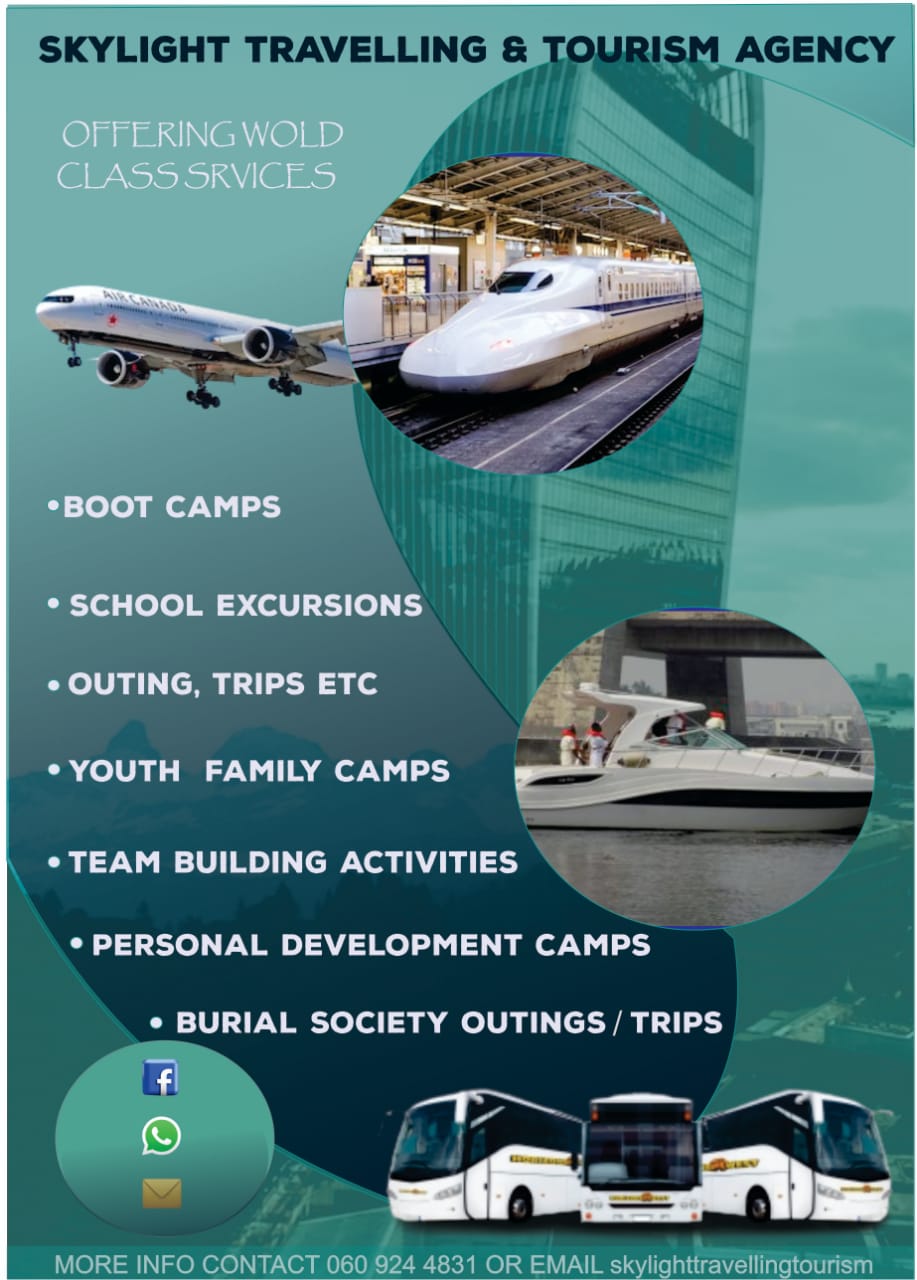 SKYLIGHT TRAVELLING & TOURISM AGENCY
OFFERING WOLD
CLASS SRVICES
AIR CANADA
•BOOT CAMPS
• SCHOOL EXCURSIONS
• OUTING, TRIPS ETC
• YOUTH FAMILY CAMPS
• TEAM BUILDING ACTIVITIES
• PERSONAL DEVELOPMENT CAMPS
• BURIAL SOCIETY OUTINGS / TRIPS
MORE INFO CONTACT 060 924 4831 OR EMAIL skylighttravellingtourism